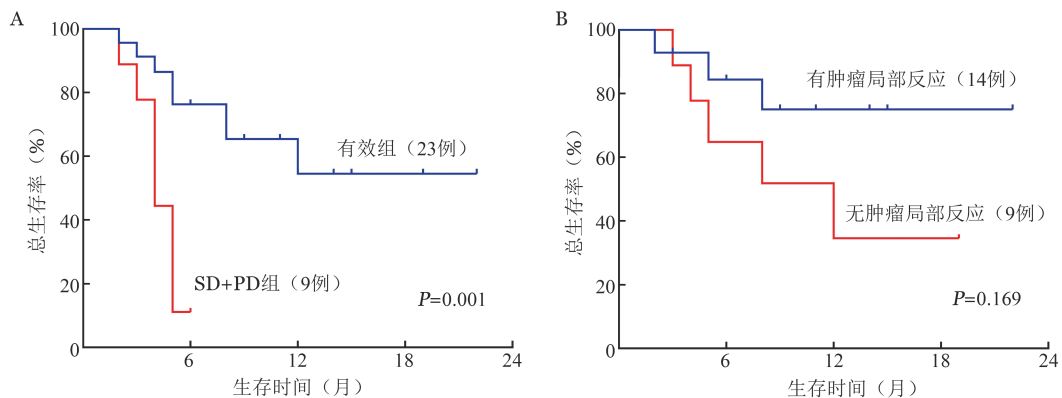 A
总生存率（%）
100
80
60
40
20
0
6
12
18
24
生存时间（月）
有效组（23例）
SD+PD组（9例）
P=0.001
B
总生存率（%）
100
80
60
40
20
0
6
12
18
24
生存时间（月）
有肿瘤局部反应（14例）
无肿瘤局部反应（9例）
P=0.169